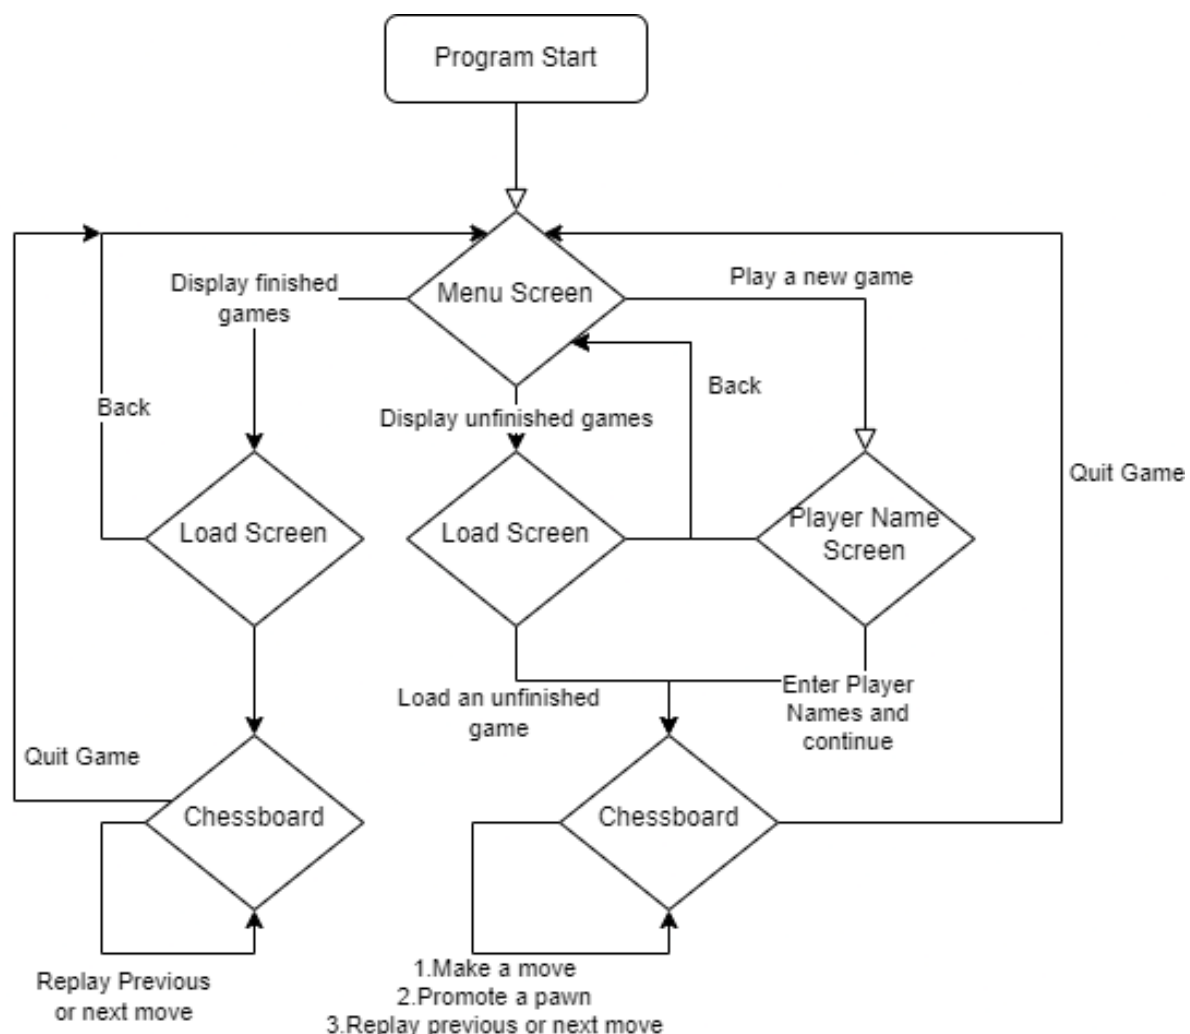 Program Start
Menu Screen
Display finished
games
Play a new game
Back
Display unfinished games
Back
Quit Game
Load Screen
Load Screen
Player Name
Screen
Load an unfinished
game
Enter Player
Names and
continue
Quit Game
Chessboard
Chessboard
Replay Previous
or next move
1.Make a move
2.Promote a pawn
3.Replay previous or next move